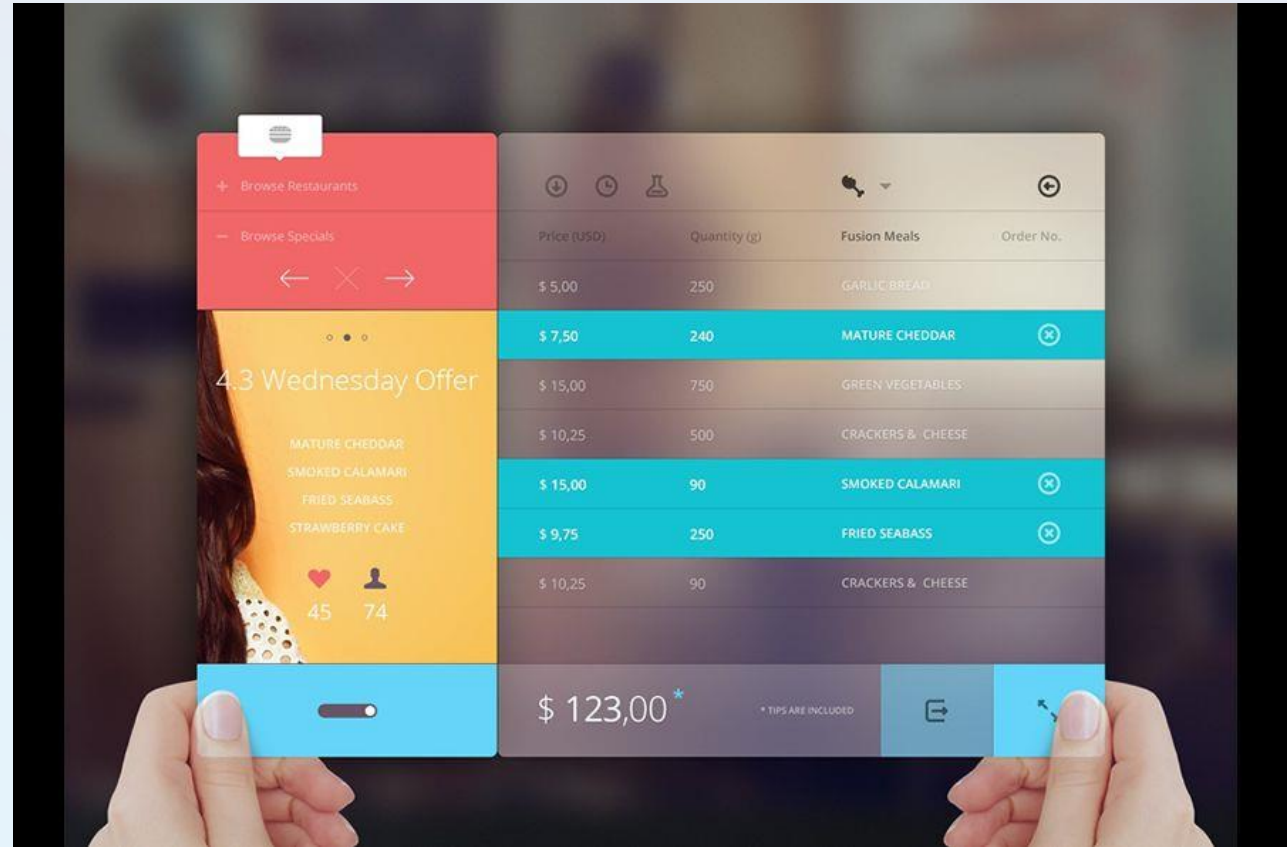 + Browse Restaurants
− Browse Specials
4.3 Wednesday Offer
MATURE CHEDDAR
SMOKED CALAMARI
FRIED SEABASS
STRAWBERRY CAKE
45 74
Price (USD) Quantity (g) Fusion Meals Order No.
$ 5,00 250 GARLIC BREAD
$ 7,50 240 MATURE CHEDDAR
$ 15,00 750 GREEN VEGETABLES
$ 10,25 500 CRACKERS & CHEESE
$ 15,00 90 SMOKED CALAMARI
$ 9,75 250 FRIED SEABASS
$ 10,25 90 CRACKERS & CHEESE
$ 123,00* * TIPS ARE INCLUDED